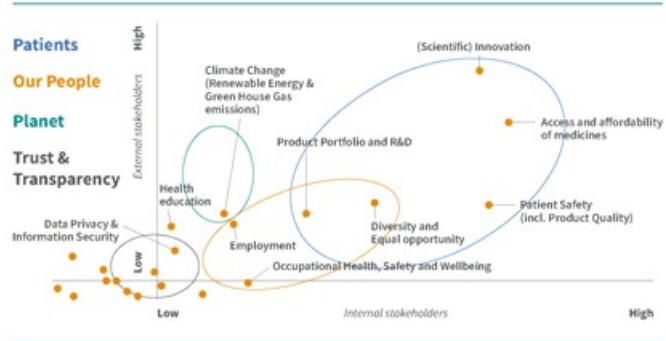 Patients
Our People
Planet
Trust &
Transparency
High
External stakeholders
Low
(Scientific) Innovation
Climate Change
(Renewable Energy &
Green House Gas
emissions)
Access and affordability
of medicines
Product Portfolio and R&D
Health
education
Patient Safety
(incl. Product Quality)
Data Privacy &
Information Security
Diversity and
Equal opportunity
Employment
Occupational Health, Safety and Wellbeing
Low
Internal stakeholders
High